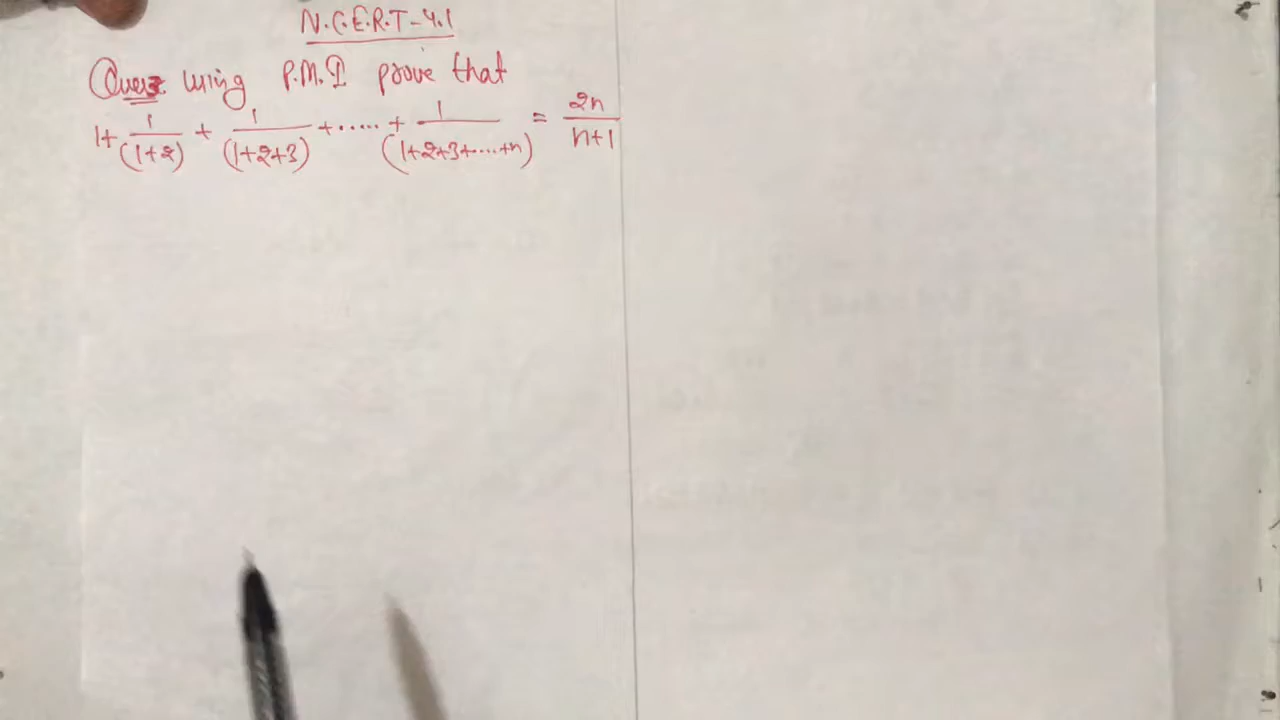 N.C.E.R.T-4.1
Ques3 using P.M.I prove that
1+ 1/(1+2) + 1/(1+2+3) +.....+ 1/(1+2+3+....+n) = 2n/n+1